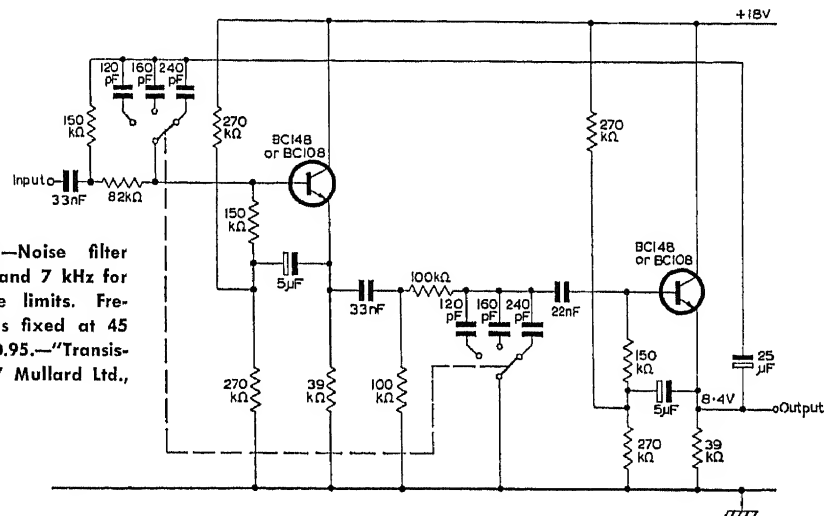 +18V
120 pF
160 pF
240 pF
150 kΩ
270 kΩ
BC148 or BC108
270 kΩ
Input
33nF
82kΩ
150 kΩ
BC148 or BC108
5µF
100kΩ
120 pF
160 pF
240 pF
22nF
33nF
150 kΩ
25 µF
5µF
8·4V
Output
270 kΩ
39 kΩ
100 kΩ
270 kΩ
39 kΩ
—Noise filter
and 7 kHz for
e limits. Fre-
s fixed at 45
0.95.—"Transis-
Mullard Ltd.,